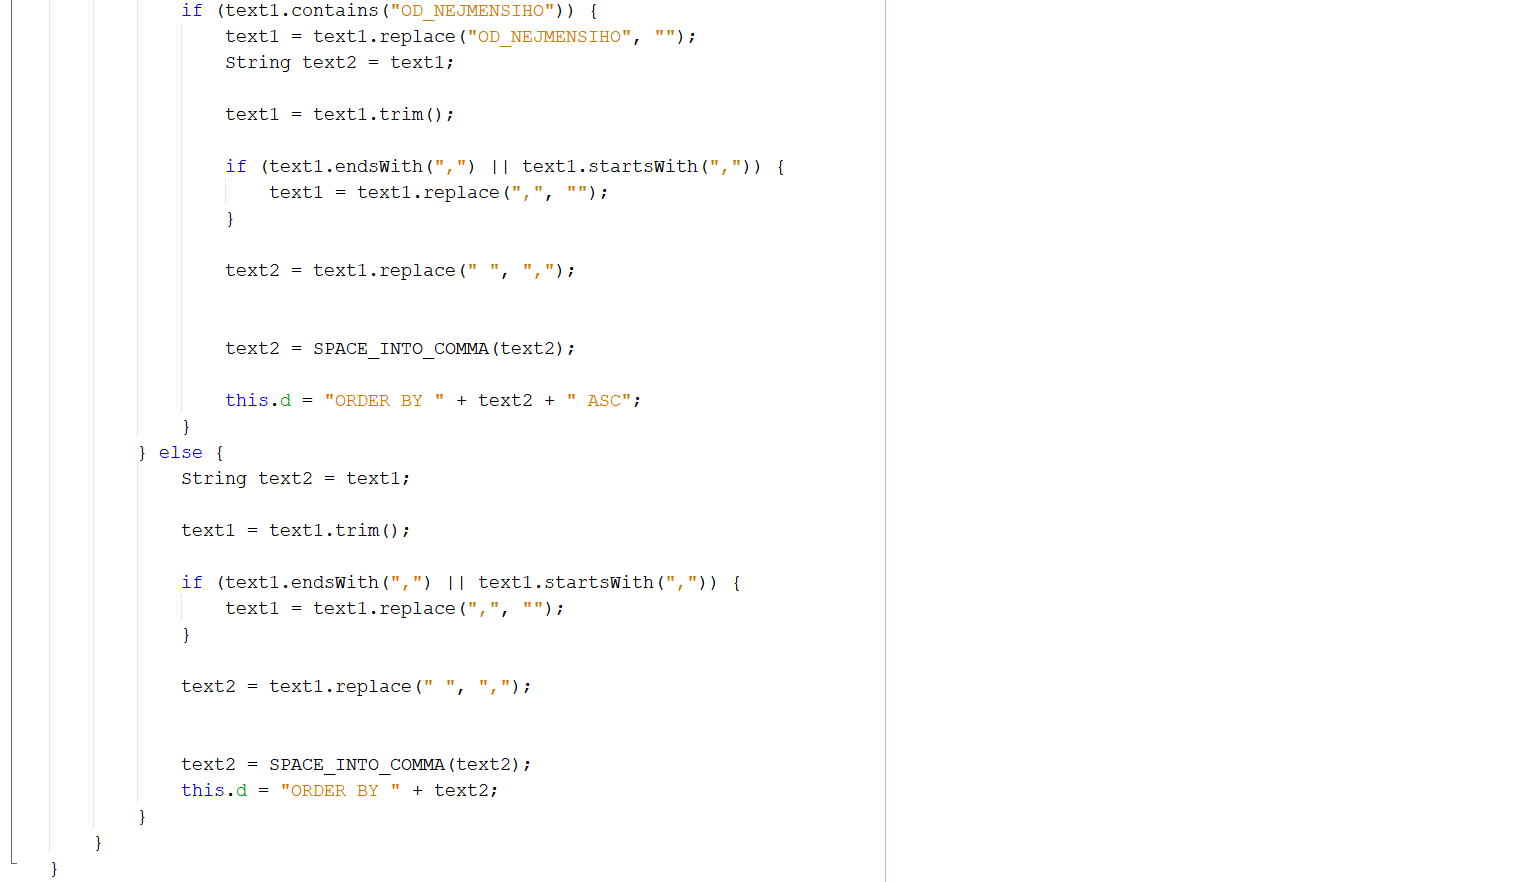 if (text1.contains("OD_NEJMENSIHO")) {
text1 = text1.replace("OD_NEJMENSIHO", "");
String text2 = text1;
text1 = text1.trim();
if (text1.endsWith(",") || text1.startsWith(",")) {
text1 = text1.replace(",", "");
}
text2 = text1.replace(" ", ",");
text2 = SPACE_INTO_COMMA(text2);
this.d = "ORDER BY " + text2 + " ASC";
}
} else {
String text2 = text1;
text1 = text1.trim();
if (text1.endsWith(",") || text1.startsWith(",")) {
text1 = text1.replace(",", "");
}
text2 = text1.replace(" ", ",");
text2 = SPACE_INTO_COMMA(text2);
this.d = "ORDER BY " + text2;
}
}
}